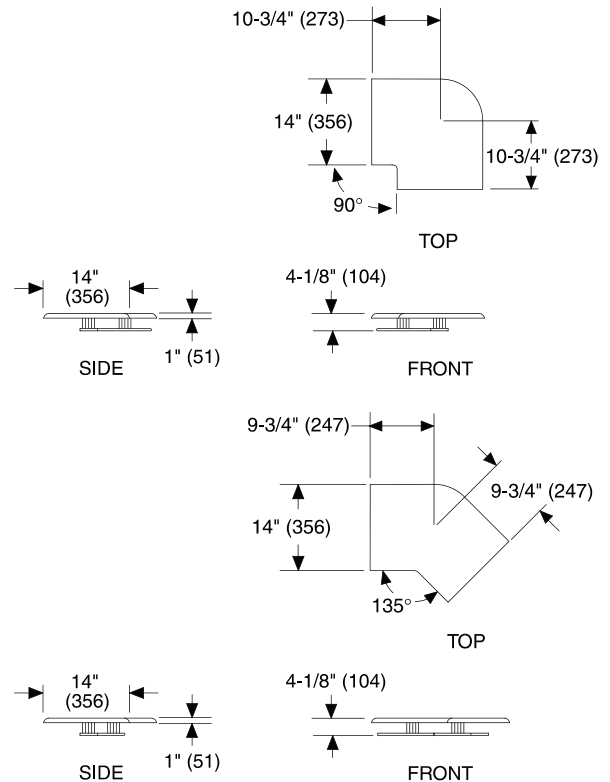 10-3/4" (273)
14" (356)
10-3/4" (273)
90°
TOP
14"
(356)
4-1/8" (104)
1" (51)
SIDE
FRONT
9-3/4" (247)
9-3/4" (247)
14" (356)
135°
TOP
14"
(356)
4-1/8" (104)
1" (51)
SIDE
FRONT